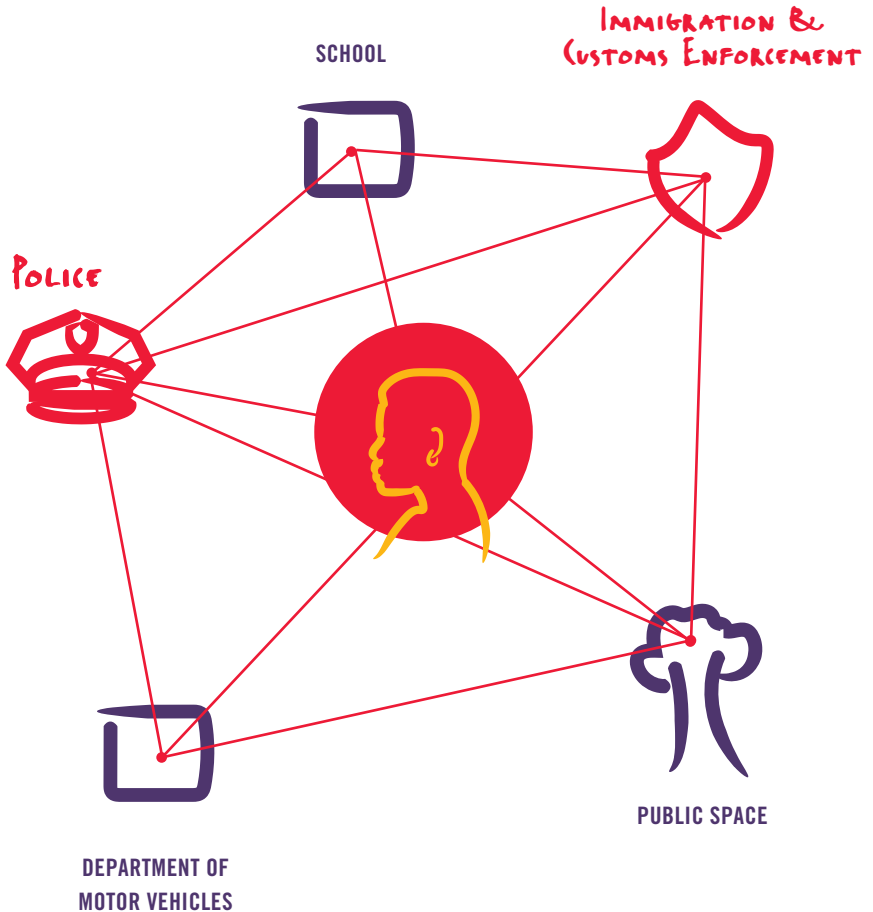 IMMIGRATION &
CUSTOMS ENFORCEMENT
SCHOOL
POLICE
PUBLIC SPACE
DEPARTMENT OF
MOTOR VEHICLES